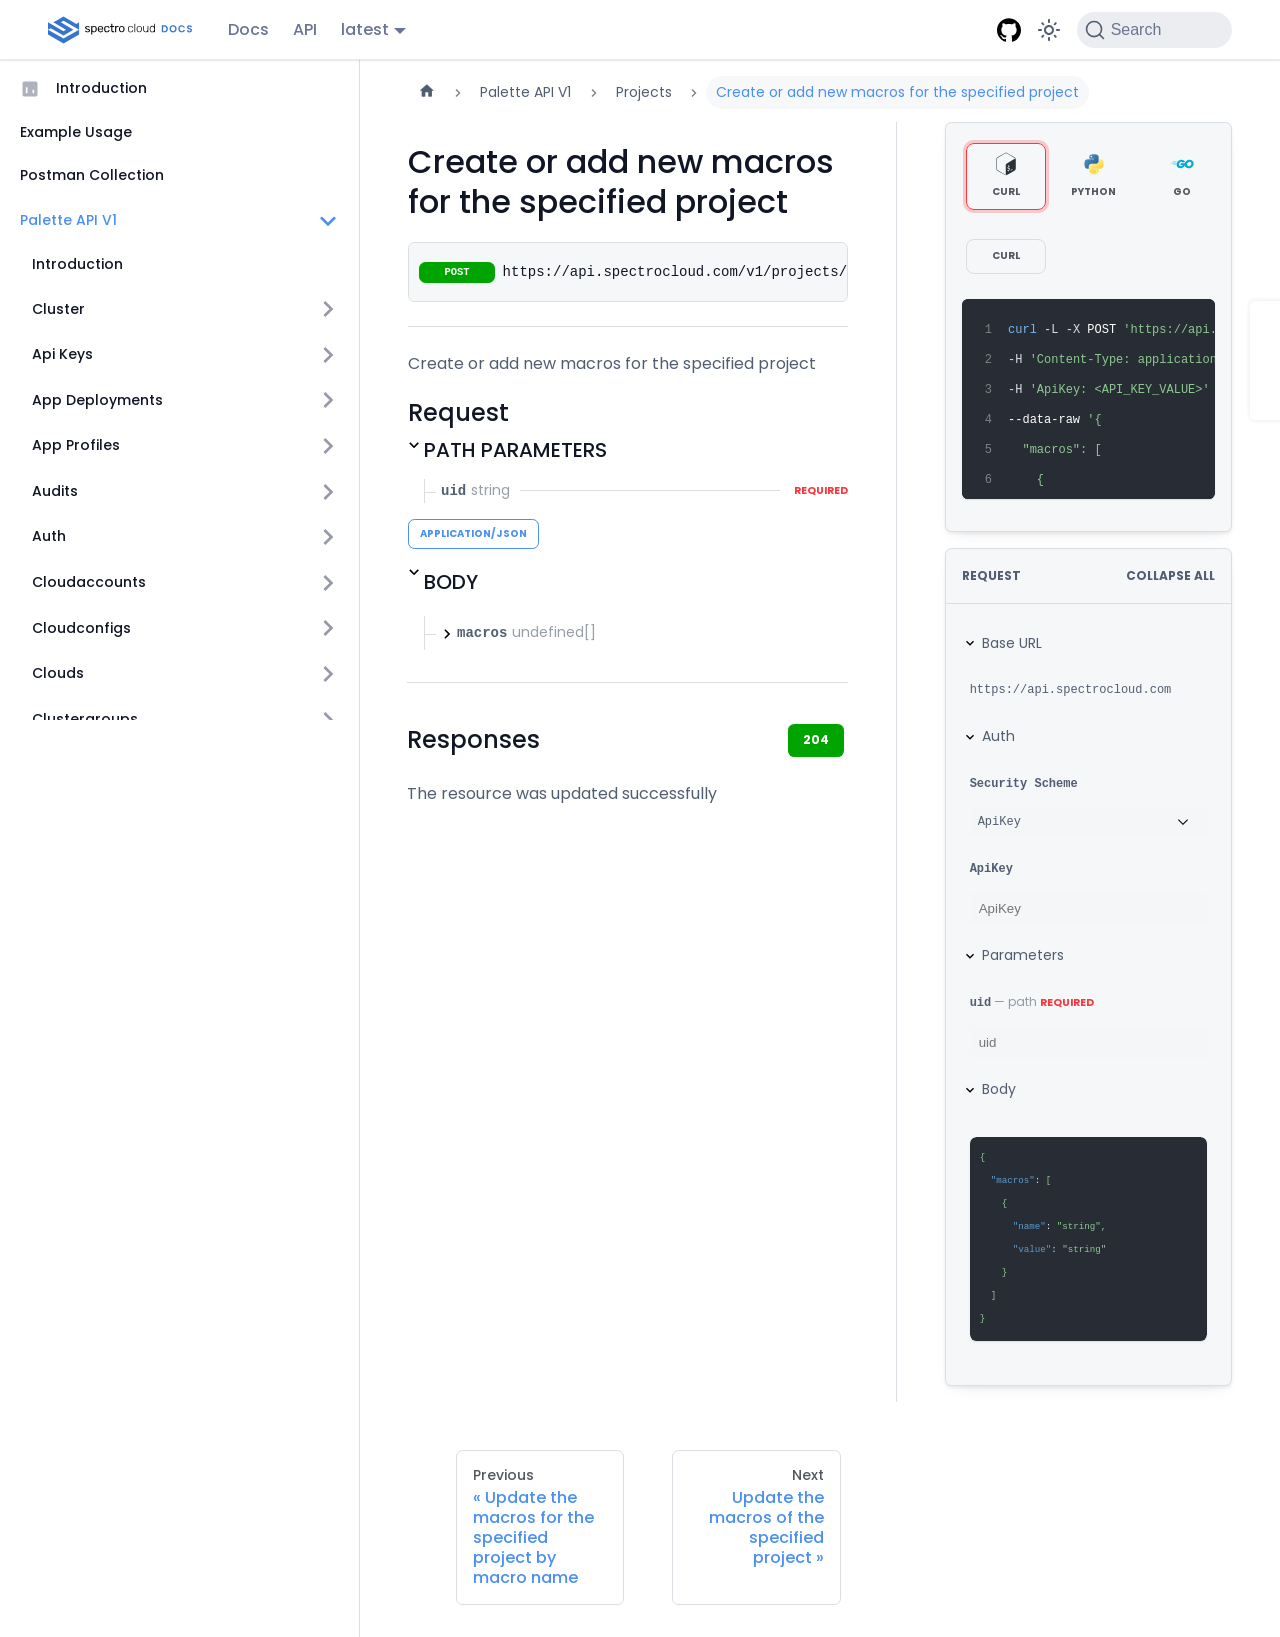 spectro cloud DOCS
Docs
API
latest
Search
Introduction
Example Usage
Postman Collection
Palette API V1
Introduction
Cluster
Api Keys
App Deployments
App Profiles
Audits
Auth
Cloudaccounts
Cloudconfigs
Clouds
Clustergroups
Palette API V1
Projects
Create or add new macros for the specified project
Create or add new macros
for the specified project
POST https://api.spectrocloud.com/v1/projects/
Create or add new macros for the specified project
Request
PATH PARAMETERS
uid string REQUIRED
APPLICATION/JSON
BODY
macros undefined[]
Responses
204
The resource was updated successfully
CURL
PYTHON
GO
CURL
1 curl -L -X POST 'https://api.
2 -H 'Content-Type: application
3 -H 'ApiKey: <API_KEY_VALUE>'
4 --data-raw '{
5 "macros": [
6 {
REQUEST
COLLAPSE ALL
Base URL
https://api.spectrocloud.com
Auth
Security Scheme
ApiKey
ApiKey
ApiKey
Parameters
uid — path REQUIRED
uid
Body
{
"macros": [
{
"name": "string",
"value": "string"
}
]
}
Previous
« Update the
macros for the
specified
project by
macro name
Next
Update the
macros of the
specified
project »